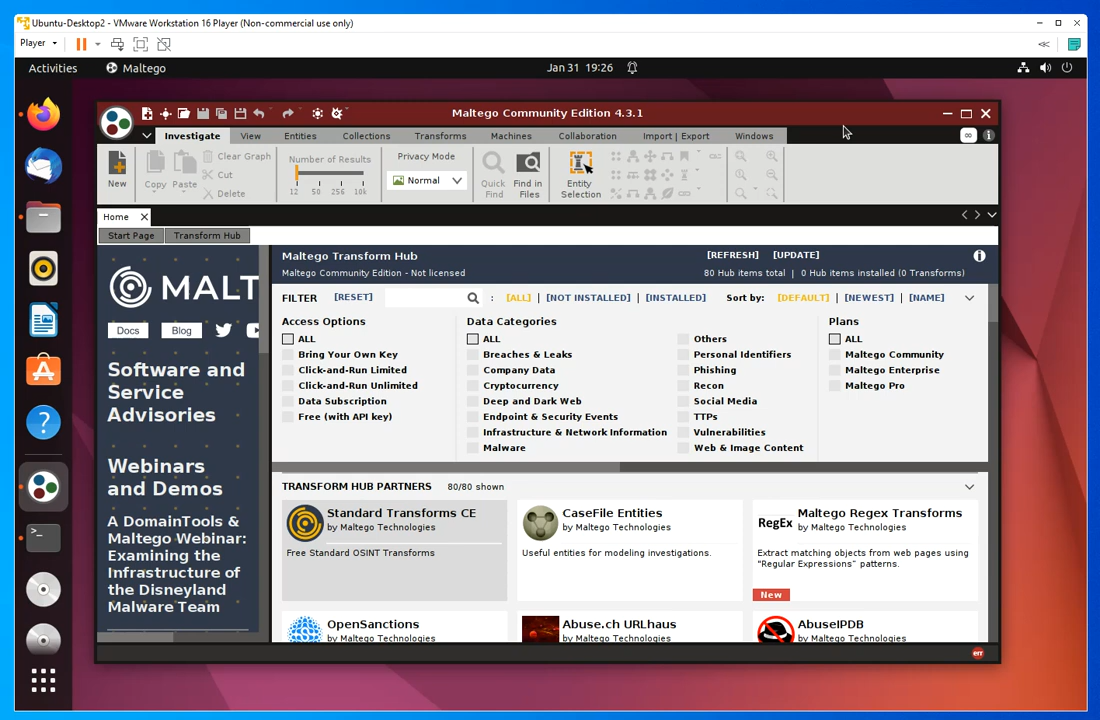 Ubuntu-Desktop2 - VMware Workstation 16 Player (Non-commercial use only)
Player
Activities
Maltego
Jan 31 19:26
Maltego Community Edition 4.3.1
Investigate
View
Entities
Collections
Transforms
Machines
Collaboration
Import | Export
Windows
New
Copy
Paste
Clear Graph
Cut
Delete
Number of Results
12 50 256 10k
Privacy Mode
Normal
Quick
Find
Find in
Files
Entity
Selection
Home
Start Page
Transform Hub
MALT
Docs
Blog
Software and
Service
Advisories
Webinars
and Demos
A DomainTools &
Maltego Webinar:
Examining the
Infrastructure of
the Disneyland
Malware Team
Maltego Transform Hub
[REFRESH] [UPDATE]
Maltego Community Edition - Not licensed
80 Hub items total | 0 Hub items installed (0 Transforms)
FILTER [RESET] : [ALL] | [NOT INSTALLED] | [INSTALLED] Sort by: [DEFAULT] | [NEWEST] | [NAME]
Access Options
ALL
Bring Your Own Key
Click-and-Run Limited
Click-and-Run Unlimited
Data Subscription
Free (with API key)
Data Categories
ALL
Breaches & Leaks
Company Data
Cryptocurrency
Deep and Dark Web
Endpoint & Security Events
Infrastructure & Network Information
Malware
Others
Personal Identifiers
Phishing
Recon
Social Media
TTPs
Vulnerabilities
Web & Image Content
Plans
ALL
Maltego Community
Maltego Enterprise
Maltego Pro
TRANSFORM HUB PARTNERS 80/80 shown
Standard Transforms CE
by Maltego Technologies
Free Standard OSINT Transforms
CaseFile Entities
by Maltego Technologies
Useful entities for modeling investigations.
RegEx
Maltego Regex Transforms
by Maltego Technologies
Extract matching objects from web pages using
"Regular Expressions" patterns.
New
OpenSanctions
by Maltego Technologies
Abuse.ch URLhaus
by Maltego Technologies
AbuseIPDB
by Maltego Technologies
err